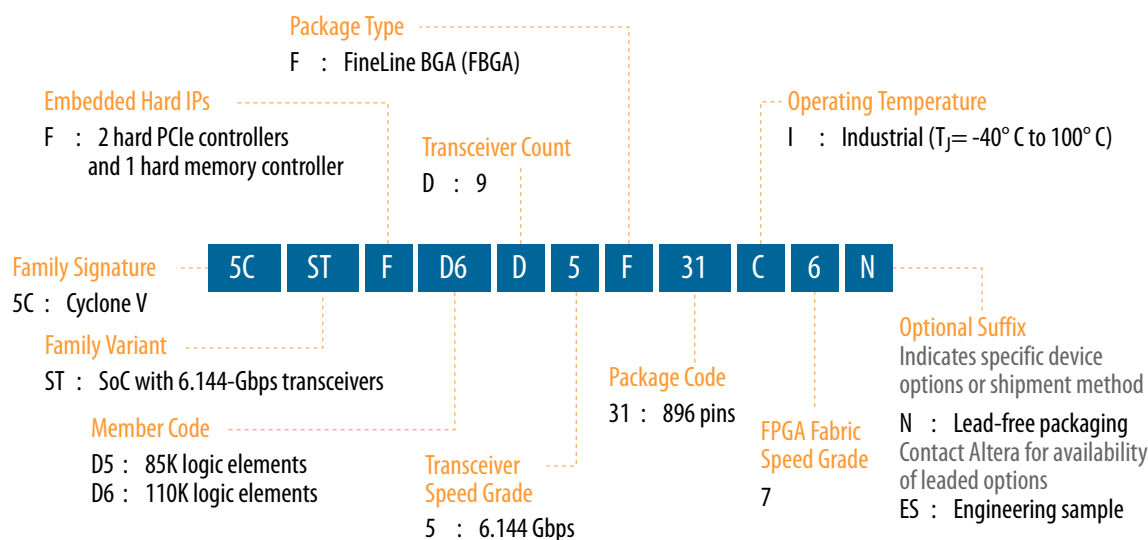 Package Type
F : FineLine BGA (FBGA)
Embedded Hard IPs
F : 2 hard PCIe controllers
and 1 hard memory controller
Transceiver Count
D : 9
Operating Temperature
I : Industrial (TJ= -40° C to 100° C)
5C ST F D6 D 5 F 31 C 6 N
Family Signature
5C : Cyclone V
Family Variant
ST : SoC with 6.144-Gbps transceivers
Member Code
D5 : 85K logic elements
D6 : 110K logic elements
Transceiver
Speed Grade
5 : 6.144 Gbps
Package Code
31 : 896 pins
FPGA Fabric
Speed Grade
7
Optional Suffix
Indicates specific device
options or shipment method
N : Lead-free packaging
Contact Altera for availability
of leaded options
ES : Engineering sample